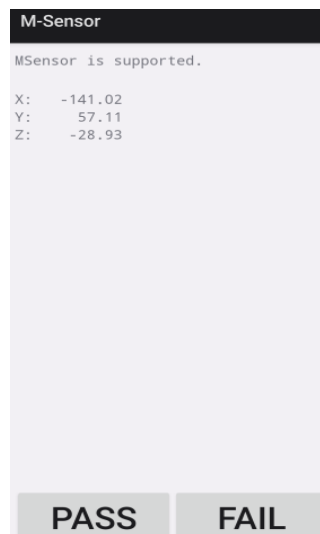 M-Sensor
MSensor is supported.
X: -141.02
Y: 57.11
Z: -28.93
PASS FAIL